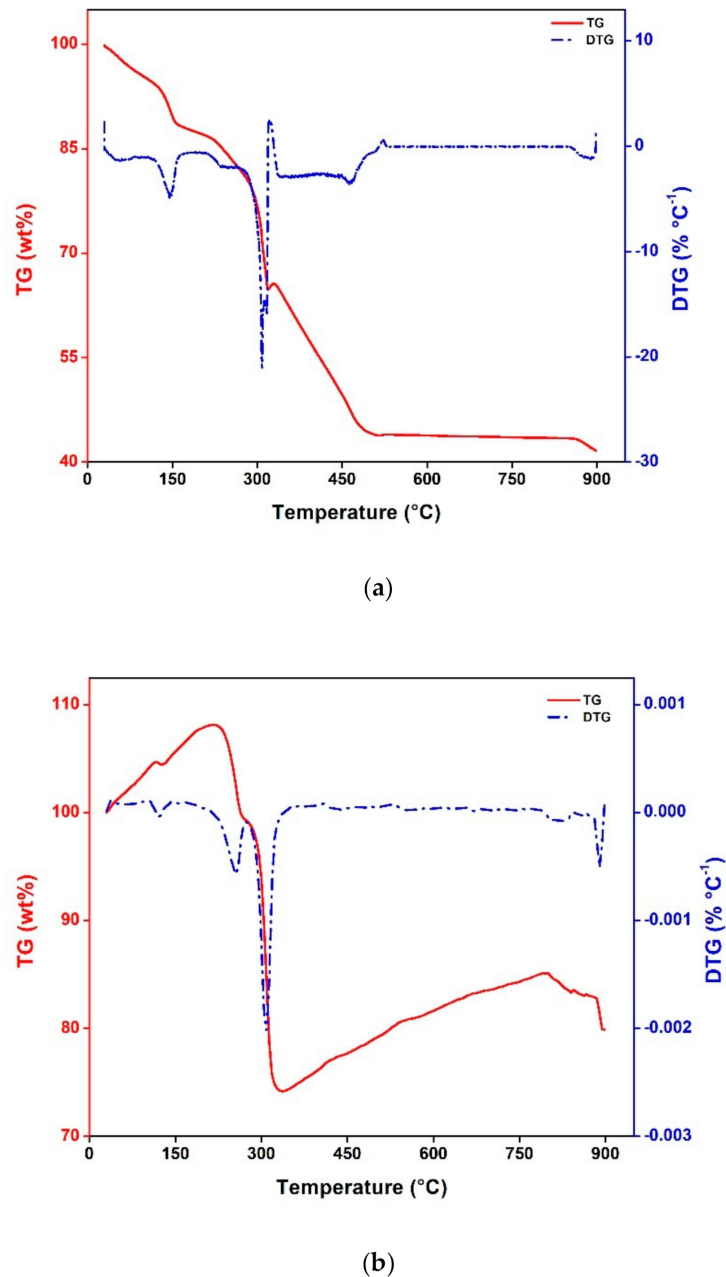 TG
DTG
100
85
70
55
40
TG (wt%)
10
0
-10
-20
-30
DTG (% °C⁻¹)
0 150 300 450 600 750 900
Temperature (°C)
(a)
TG
DTG
110
100
90
80
70
TG (wt%)
0.001
0.000
-0.001
-0.002
-0.003
DTG (% °C⁻¹)
0 150 300 450 600 750 900
Temperature (°C)
(b)